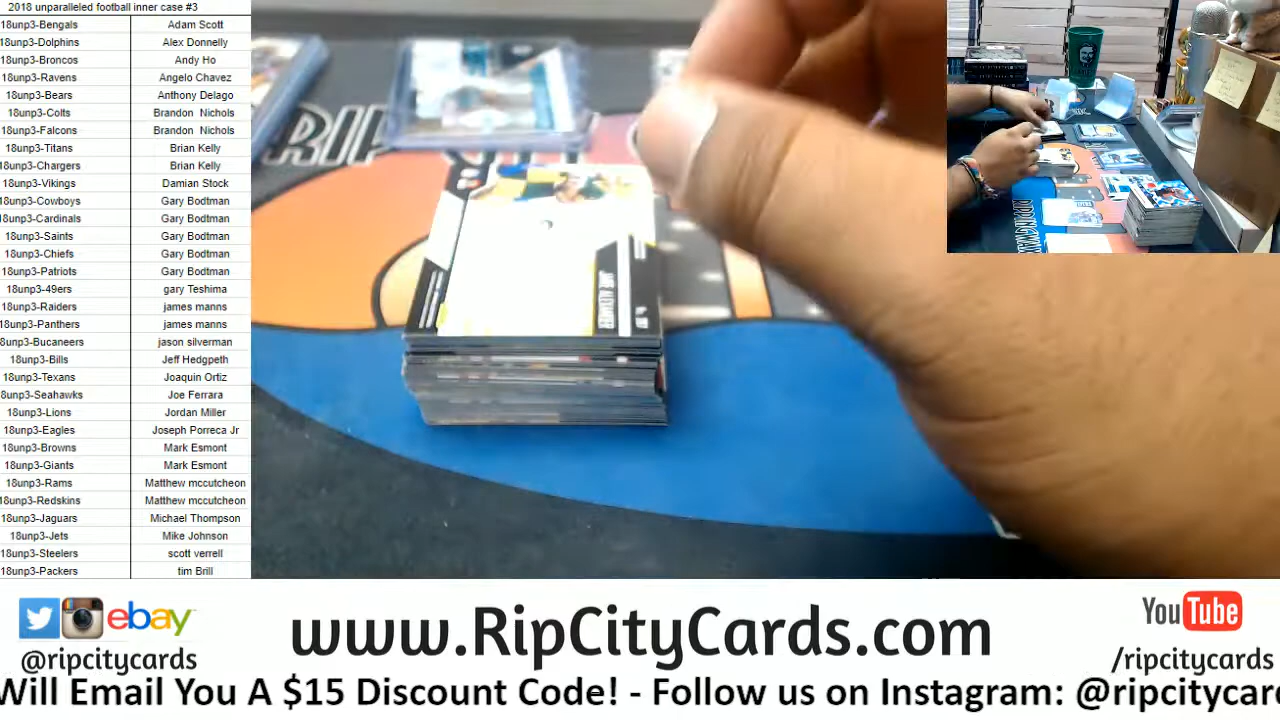 2018 unparalleled football inner case #3
18unp3-Bengals Adam Scott
18unp3-Dolphins Alex Donnelly
18unp3-Broncos Andy Ho
18unp3-Ravens Angelo Chavez
18unp3-Bears Anthony Delago
18unp3-Colts Brandon Nichols
18unp3-Falcons Brandon Nichols
18unp3-Titans Brian Kelly
18unp3-Chargers Brian Kelly
18unp3-Vikings Damian Stock
18unp3-Cowboys Gary Bodtman
18unp3-Cardinals Gary Bodtman
18unp3-Saints Gary Bodtman
18unp3-Chiefs Gary Bodtman
18unp3-Patriots Gary Bodtman
18unp3-49ers gary Teshima
18unp3-Raiders james manns
18unp3-Panthers james manns
8unp3-Bucaneers jason silverman
18unp3-Bills Jeff Hedgpeth
18unp3-Texans Joaquin Ortiz
8unp3-Seahawks Joe Ferrara
18unp3-Lions Jordan Miller
18unp3-Eagles Joseph Porreca Jr
18unp3-Browns Mark Esmont
18unp3-Giants Mark Esmont
18unp3-Rams Matthew mccutcheon
18unp3-Redskins Matthew mccutcheon
18unp3-Jaguars Michael Thompson
18unp3-Jets Mike Johnson
18unp3-Steelers scott verrell
18unp3-Packers tim Brill
RIP
JAIRE ALEXANDER
ebay
@ripcitycards
www.RipCityCards.com
YouTube
/ripcitycards
Will Email You A $15 Discount Code! - Follow us on Instagram: @ripcitycar